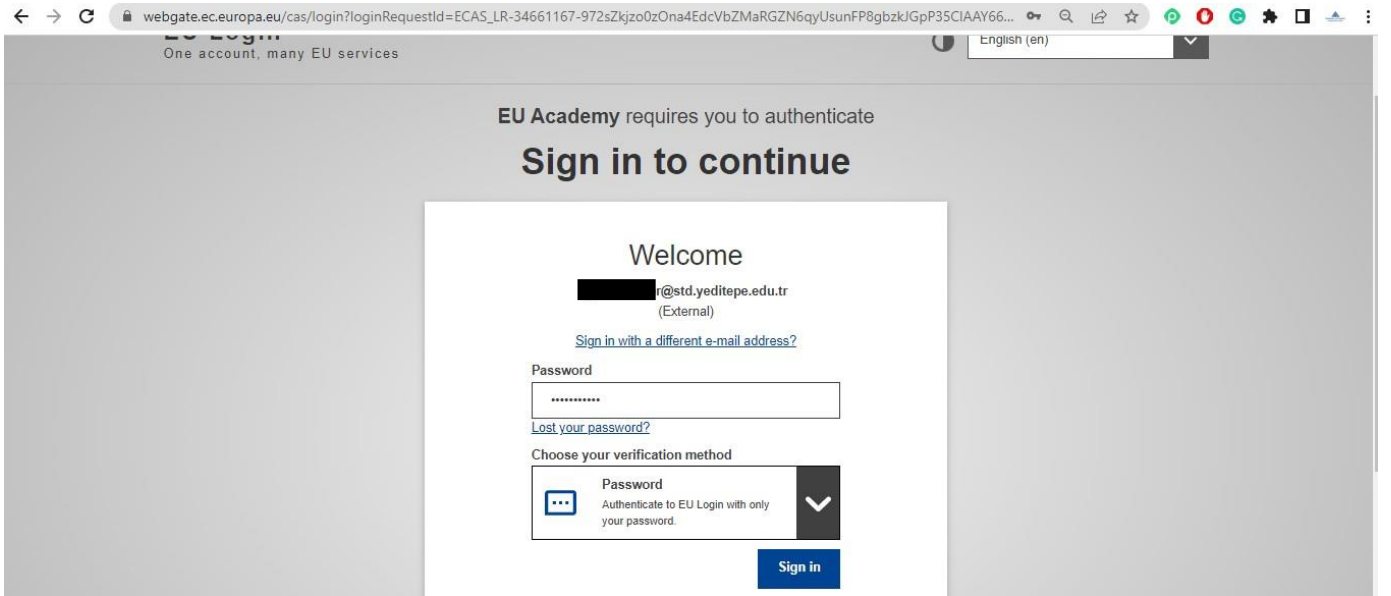 webgate.ec.europa.eu/cas/login?loginRequestId=ECAS_LR-34661167-972sZkjzo0zOna4EdcVbZMaRGZN6qyUsunFP8gbzkJGpP35CIAAY66...
EU Login
One account, many EU services
English (en)
EU Academy requires you to authenticate
Sign in to continue
Welcome
r@std.yeditepe.edu.tr
(External)
Sign in with a different e-mail address?
Password
Lost your password?
Choose your verification method
Password
Authenticate to EU Login with only
your password.
Sign in